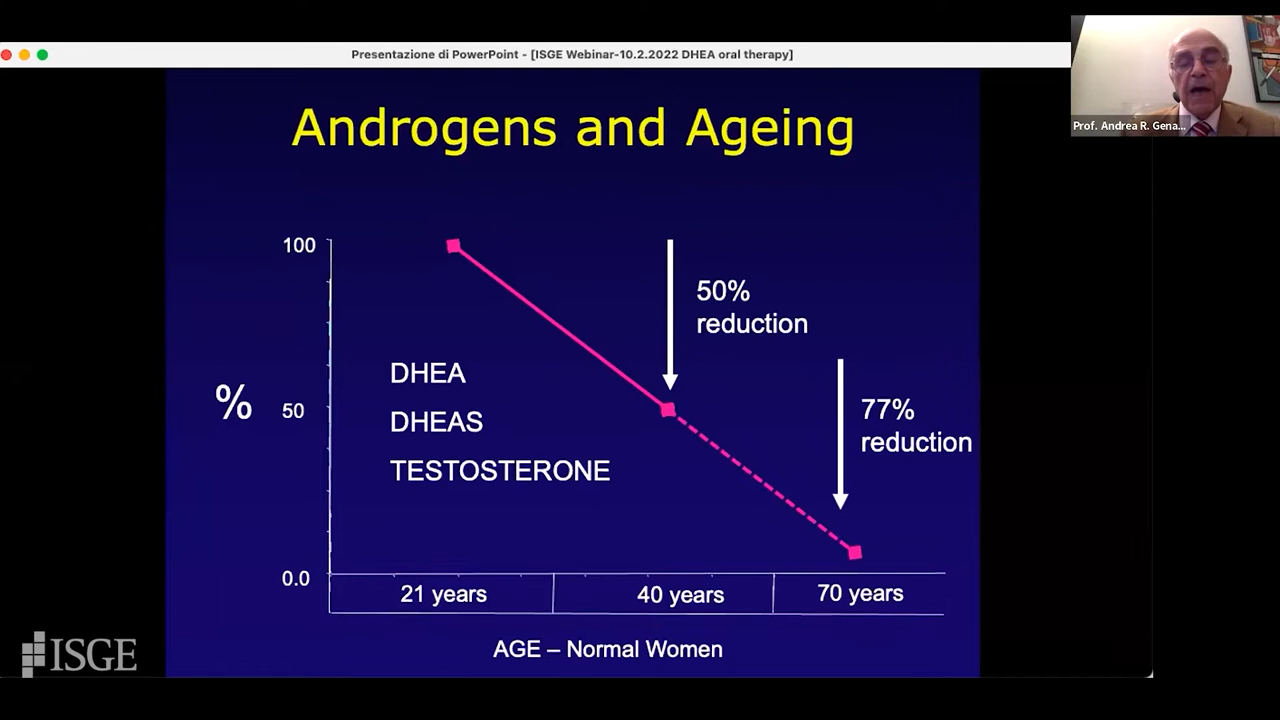 Presentazione di PowerPoint - [ISGE Webinar-10.2.2022 DHEA oral therapy]
Prof. Andrea R. Gena...
Androgens and Ageing
100
50%
reduction
DHEA
%
50
77%
reduction
DHEAS
TESTOSTERONE
0.0
21 years
40 years
70 years
AGE – Normal Women
ISGE